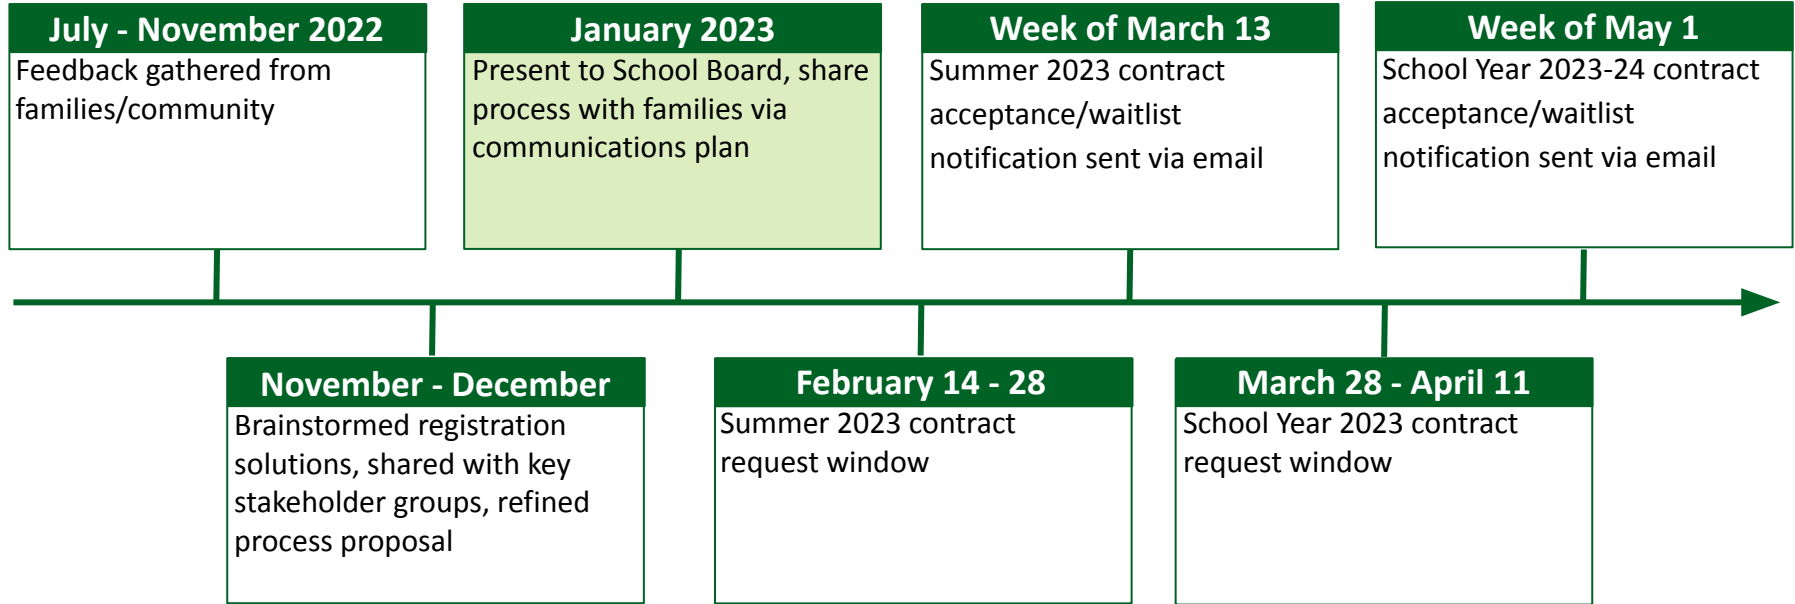 July - November 2022
Feedback gathered from
families/community
January 2023
Present to School Board, share
process with families via
communications plan
Week of March 13
Summer 2023 contract
acceptance/waitlist
notification sent via email
Week of May 1
School Year 2023-24 contract
acceptance/waitlist
notification sent via email
November - December
Brainstormed registration
solutions, shared with key
stakeholder groups, refined
process proposal
February 14 - 28
Summer 2023 contract
request window
March 28 - April 11
School Year 2023 contract
request window